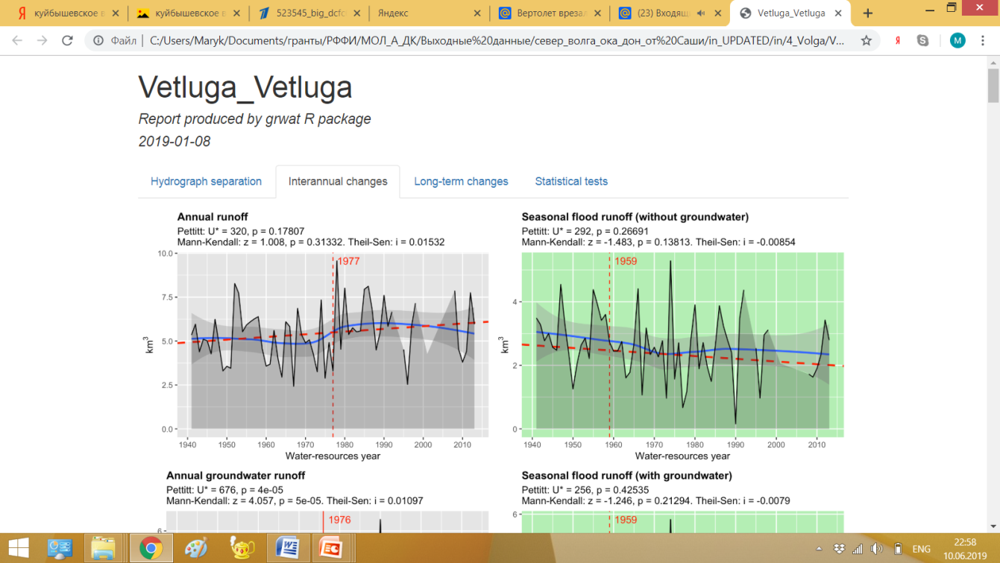 куйбышевское в
куйбышевское в
523545_big_dcfc
Яндекс
Вертолет врезал
(23) Входящ
Vetluga_Vetluga
Файл | C:/Users/Maryk/Documents/гранты/РФФИ/МОЛ_А_ДК/Выходные%20данные/север_волга_ока_дон_от%20Саши/in_UPDATED/in/4_Volga/V...
Я
M
Vetluga_Vetluga
Report produced by grwat R package
2019-01-08
Hydrograph separation
Interannual changes
Long-term changes
Statistical tests
Annual runoff
Pettitt: U* = 320, p = 0.17807
Mann-Kendall: z = 1.008, p = 0.31332. Theil-Sen: i = 0.01532
1977
10.0
7.5
5.0
2.5
0.0
km³
1940 1950 1960 1970 1980 1990 2000 2010
Water-resources year
Seasonal flood runoff (without groundwater)
Pettitt: U* = 292, p = 0.26691
Mann-Kendall: z = -1.483, p = 0.13813. Theil-Sen: i = -0.00854
1959
4
2
0
km³
1940 1950 1960 1970 1980 1990 2000 2010
Water-resources year
Annual groundwater runoff
Pettitt: U* = 676, p = 4e-05
Mann-Kendall: z = 4.057, p = 5e-05. Theil-Sen: i = 0.01097
1976
6
Seasonal flood runoff (with groundwater)
Pettitt: U* = 256, p = 0.42535
Mann-Kendall: z = -1.246, p = 0.21294. Theil-Sen: i = -0.0079
1959
6
ENG
22:58
10.06.2019